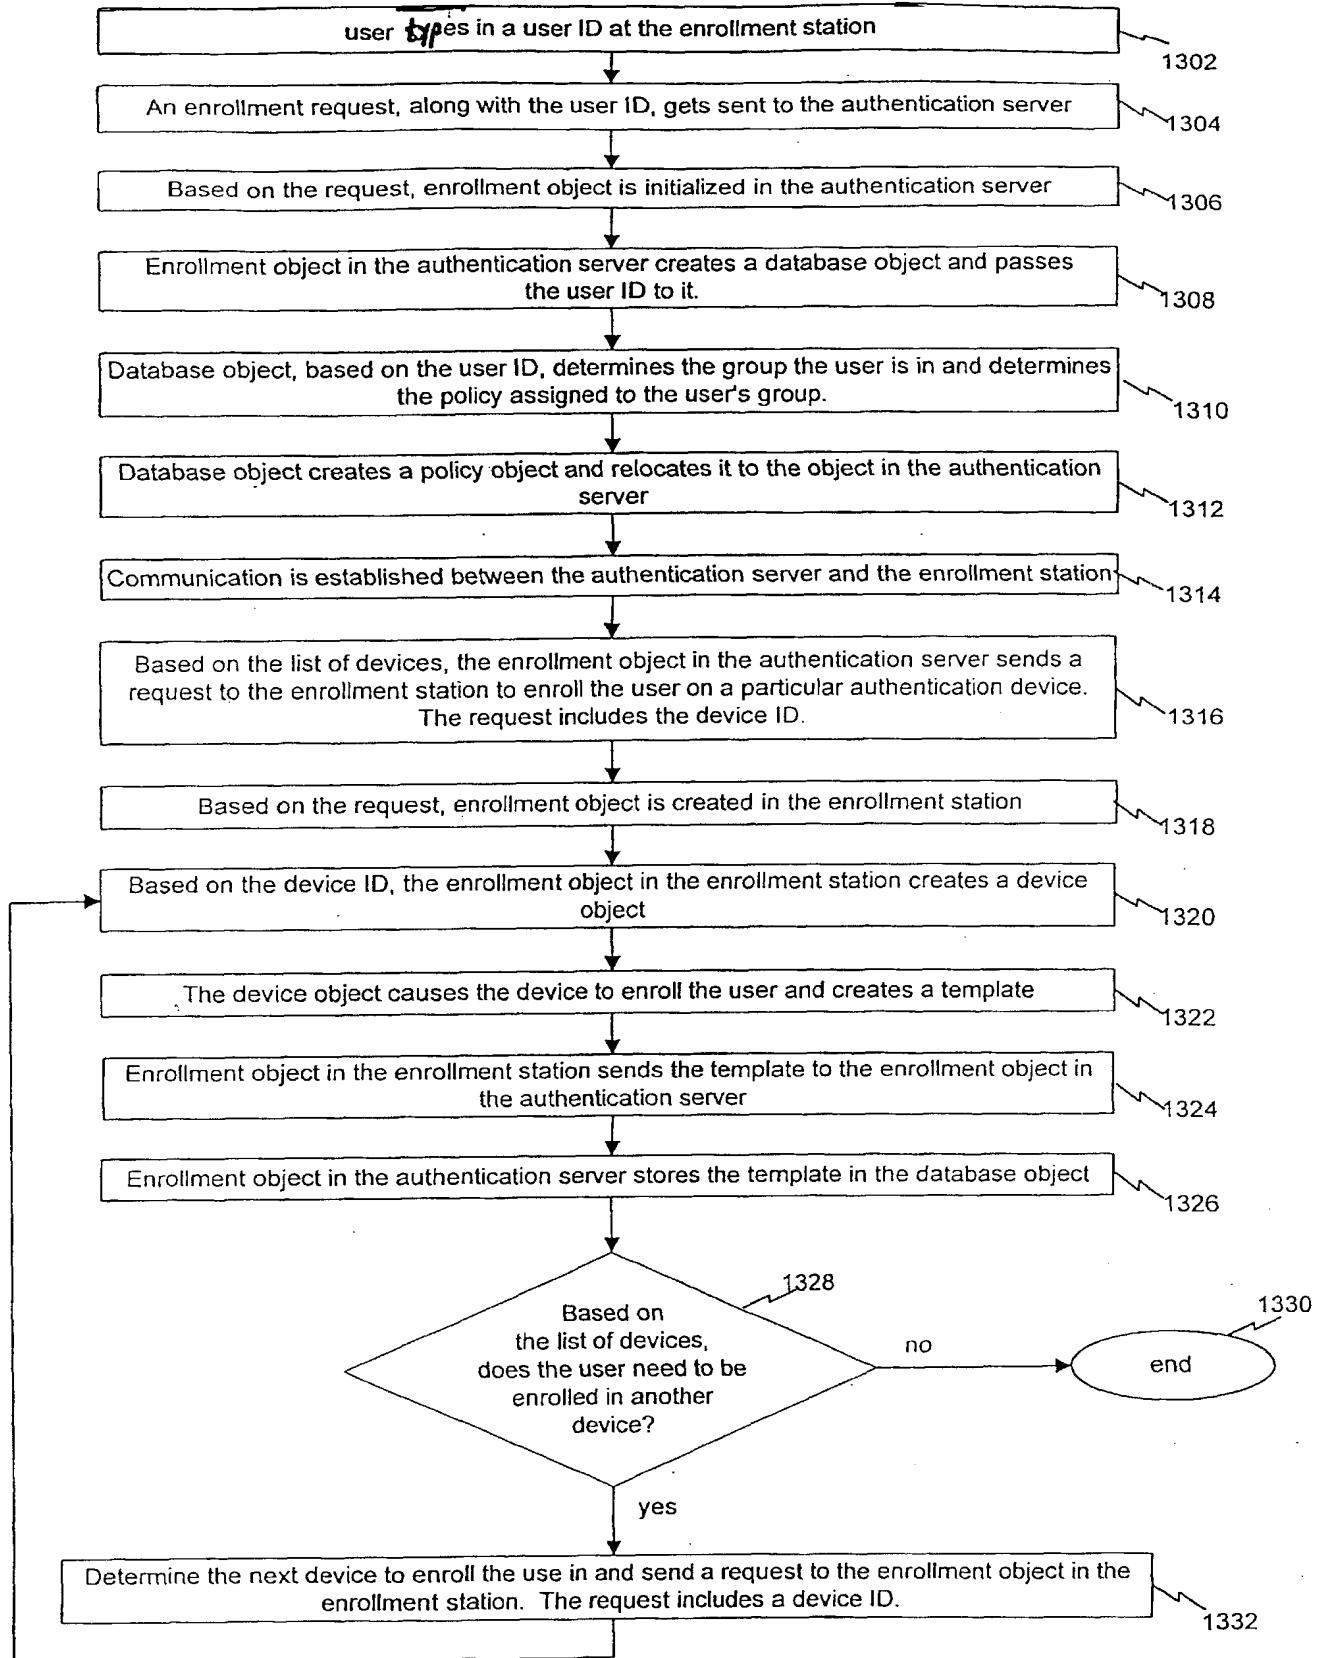 user types in a user ID at the enrollment station
1302
An enrollment request, along with the user ID, gets sent to the authentication server
1304
Based on the request, enrollment object is initialized in the authentication server
1306
Enrollment object in the authentication server creates a database object and passes
the user ID to it.
1308
Database object, based on the user ID, determines the group the user is in and determines
the policy assigned to the user's group.
1310
Database object creates a policy object and relocates it to the object in the authentication
server
1312
Communication is established between the authentication server and the enrollment station
1314
Based on the list of devices, the enrollment object in the authentication server sends a
request to the enrollment station to enroll the user on a particular authentication device.
The request includes the device ID.
1316
Based on the request, enrollment object is created in the enrollment station
1318
Based on the device ID, the enrollment object in the enrollment station creates a device
object
1320
The device object causes the device to enroll the user and creates a template
1322
Enrollment object in the enrollment station sends the template to the enrollment object in
the authentication server
1324
Enrollment object in the authentication server stores the template in the database object
1326
1328
Based on
the list of devices,
does the user need to be
enrolled in another
device?
no
1330
end
yes
Determine the next device to enroll the use in and send a request to the enrollment object in the
enrollment station. The request includes a device ID.
1332